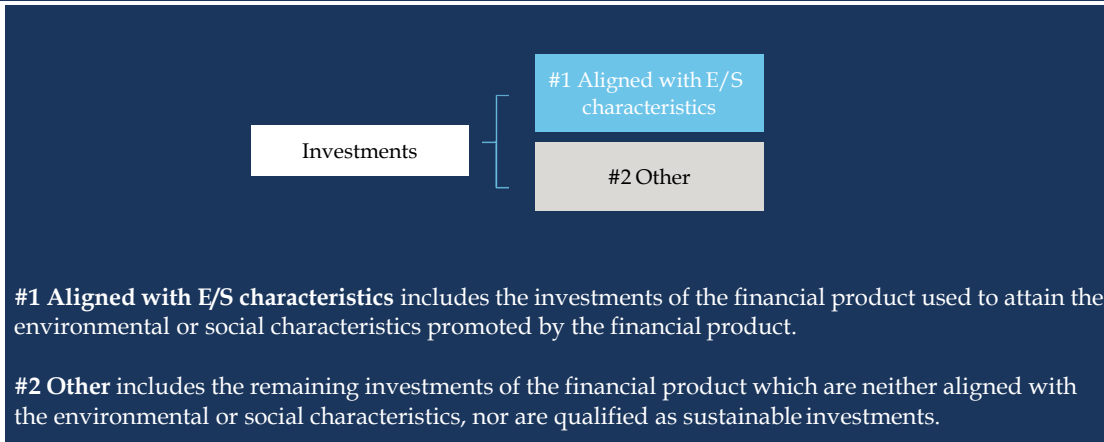 #1 Aligned with E/S
characteristics
Investments
#2 Other
#1 Aligned with E/S characteristics includes the investments of the financial product used to attain the
environmental or social characteristics promoted by the financial product.
#2 Other includes the remaining investments of the financial product which are neither aligned with
the environmental or social characteristics, nor are qualified as sustainable investments.